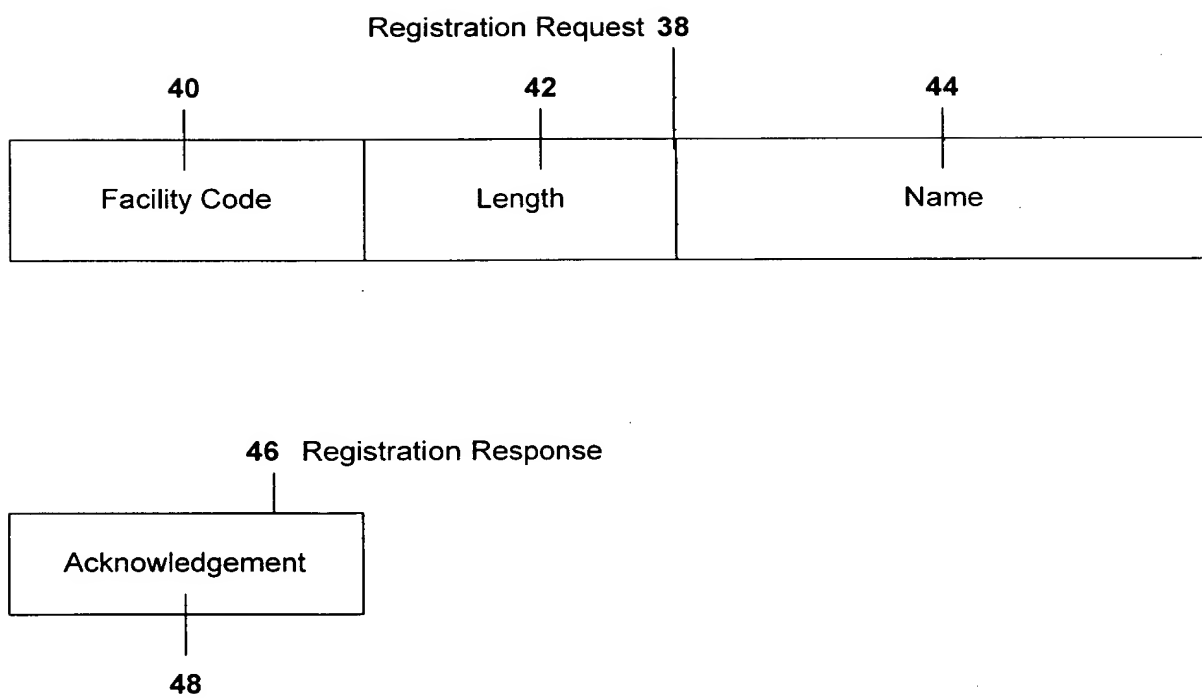 Registration Request 38
40 42 44
Facility Code Length Name
46 Registration Response
Acknowledgement
48